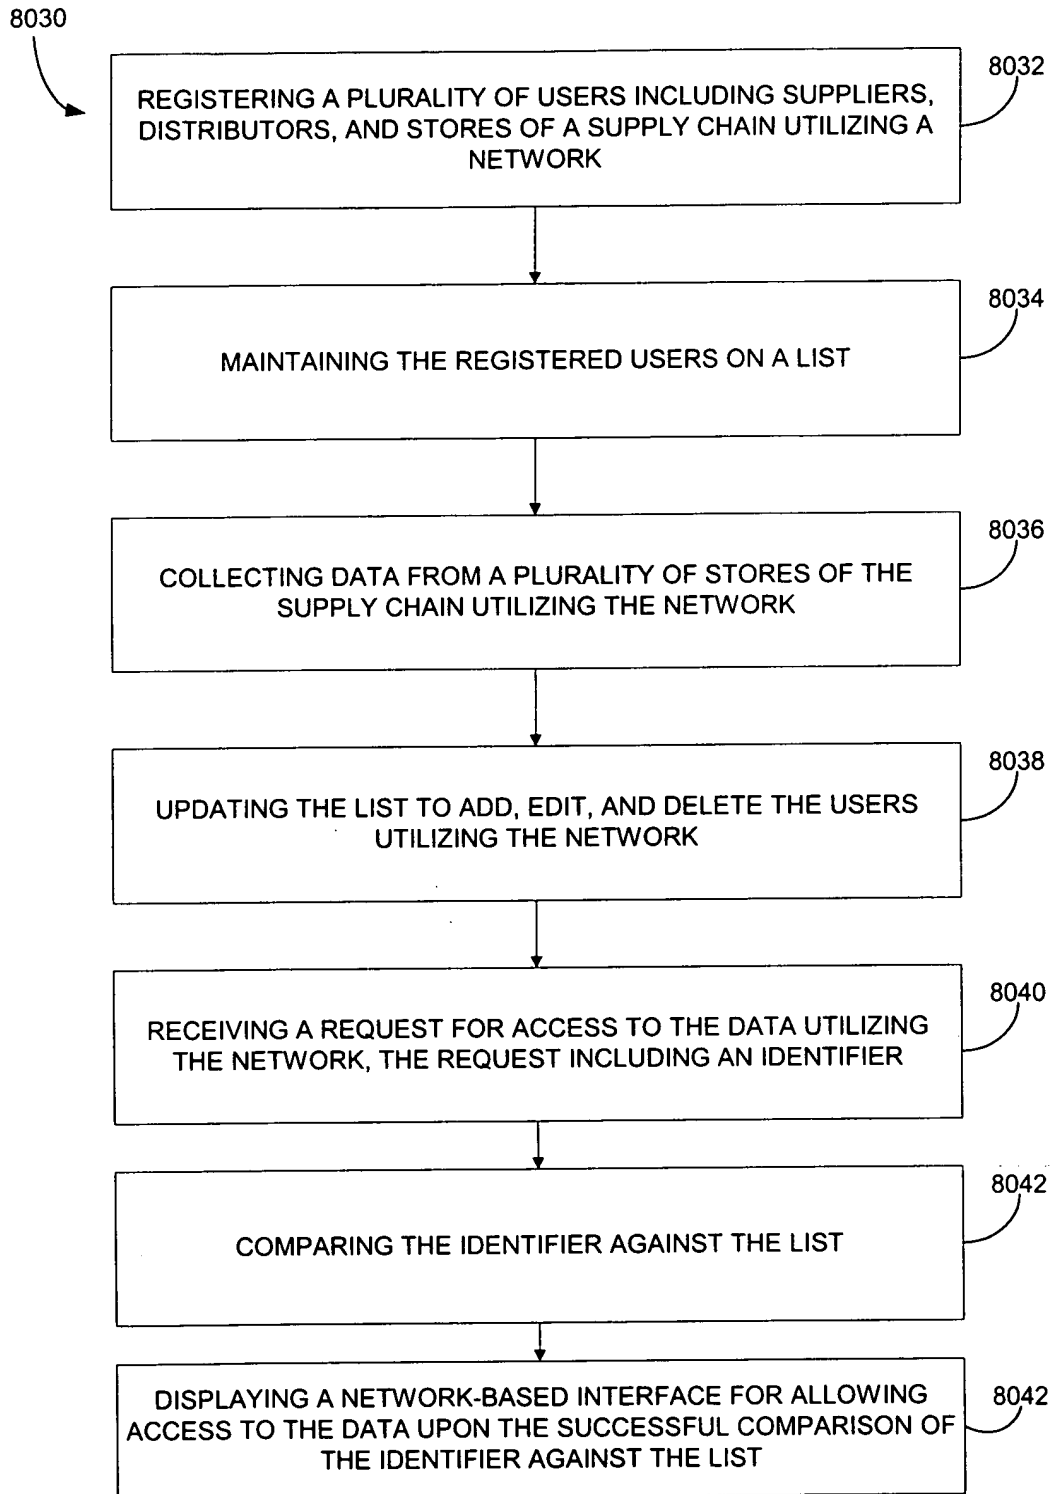 8030
8032
REGISTERING A PLURALITY OF USERS INCLUDING SUPPLIERS,
DISTRIBUTORS, AND STORES OF A SUPPLY CHAIN UTILIZING A
NETWORK
8034
MAINTAINING THE REGISTERED USERS ON A LIST
8036
COLLECTING DATA FROM A PLURALITY OF STORES OF THE
SUPPLY CHAIN UTILIZING THE NETWORK
8038
UPDATING THE LIST TO ADD, EDIT, AND DELETE THE USERS
UTILIZING THE NETWORK
8040
RECEIVING A REQUEST FOR ACCESS TO THE DATA UTILIZING
THE NETWORK, THE REQUEST INCLUDING AN IDENTIFIER
8042
COMPARING THE IDENTIFIER AGAINST THE LIST
8042
DISPLAYING A NETWORK-BASED INTERFACE FOR ALLOWING
ACCESS TO THE DATA UPON THE SUCCESSFUL COMPARISON OF
THE IDENTIFIER AGAINST THE LIST